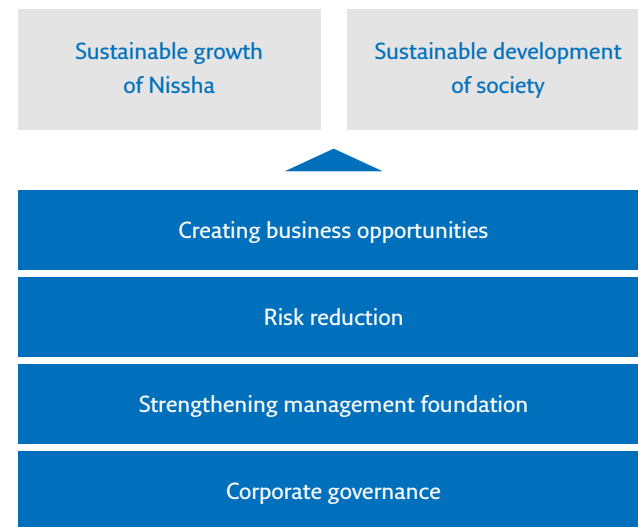 Sustainable growth
of Nissha
Sustainable development
of society
Creating business opportunities
Risk reduction
Strengthening management foundation
Corporate governance